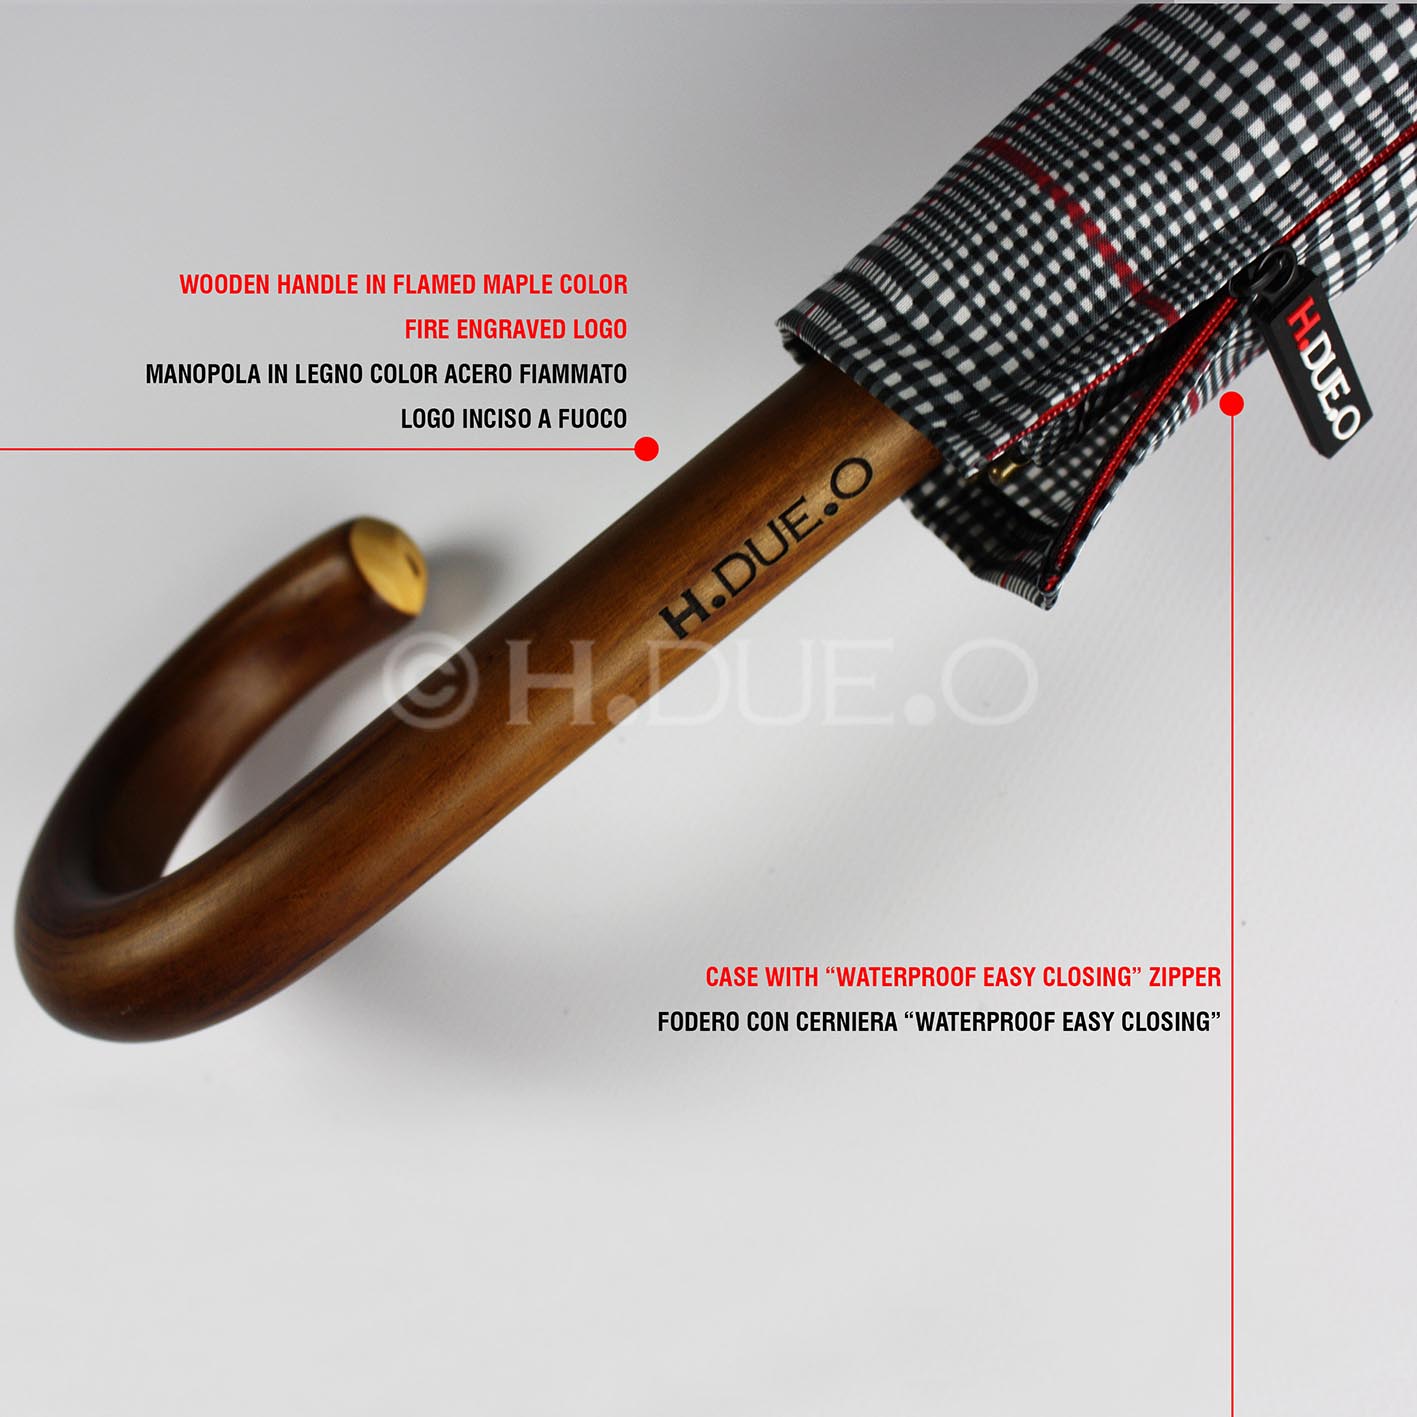 WOODEN HANDLE IN FLAMED MAPLE COLOR
FIRE ENGRAVED LOGO
MANOPOLA IN LEGNO COLOR ACERO FIAMMATO
LOGO INCISO A FUOCO
H.DUE.O
H.DUE.O
© H.DUE.O
CASE WITH “WATERPROOF EASY CLOSING” ZIPPER
FODERO CON CERNIERA “WATERPROOF EASY CLOSING”